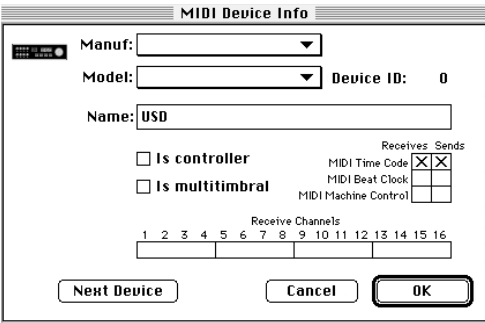 MIDI Device Info
Manuf:
Model:
Device ID: 0
Name: USD
Receives Sends
Is controller
MIDI Time Code
MIDI Beat Clock
Is multitimbral
MIDI Machine Control
Receive Channels
1 2 3 4 5 6 7 8 9 10 11 12 13 14 15 16
Next Device
Cancel
OK